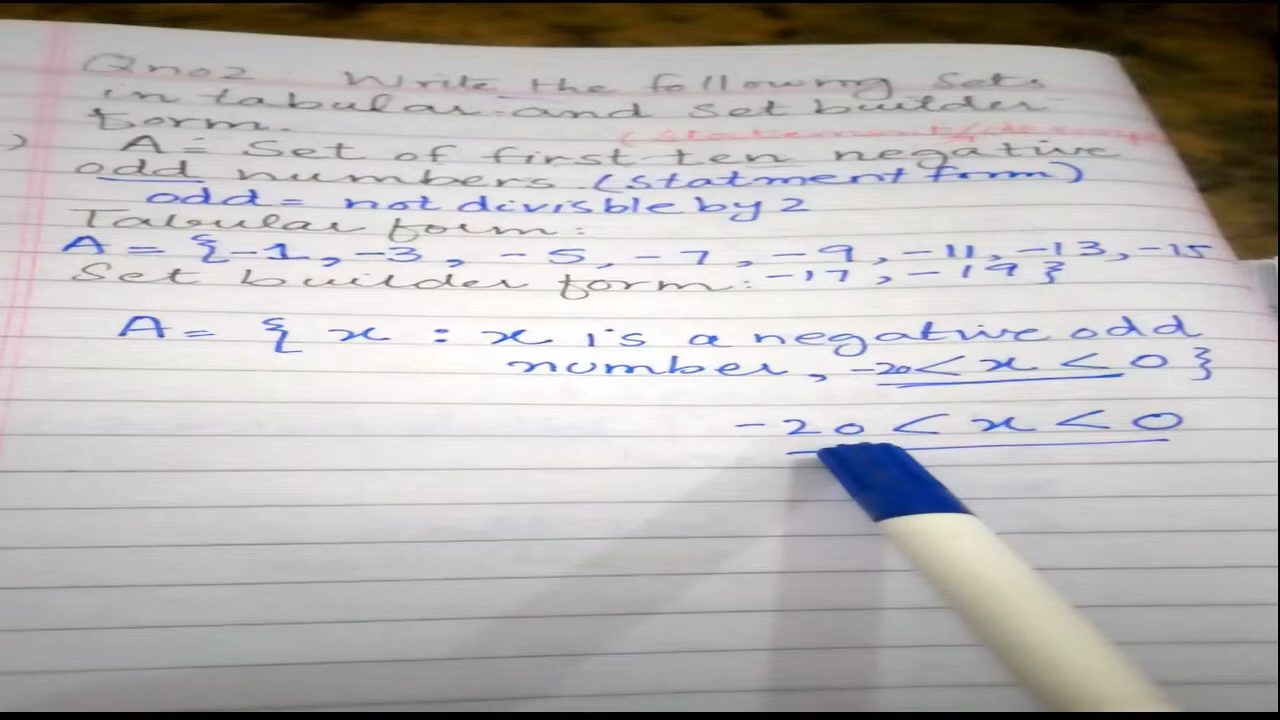 Qno2 Write the following sets
in tabular and set builder
form.
(statement/descrip
) A = Set of first ten negative
odd numbers (statment form)
odd = not divisble by 2
Tabular form:
A = {-1, -3, -5, -7, -9, -11, -13, -15
Set builder form: -17, -19}
A = { x : x is a negative odd
number, -20 < x < 0}
-20 < x < 0